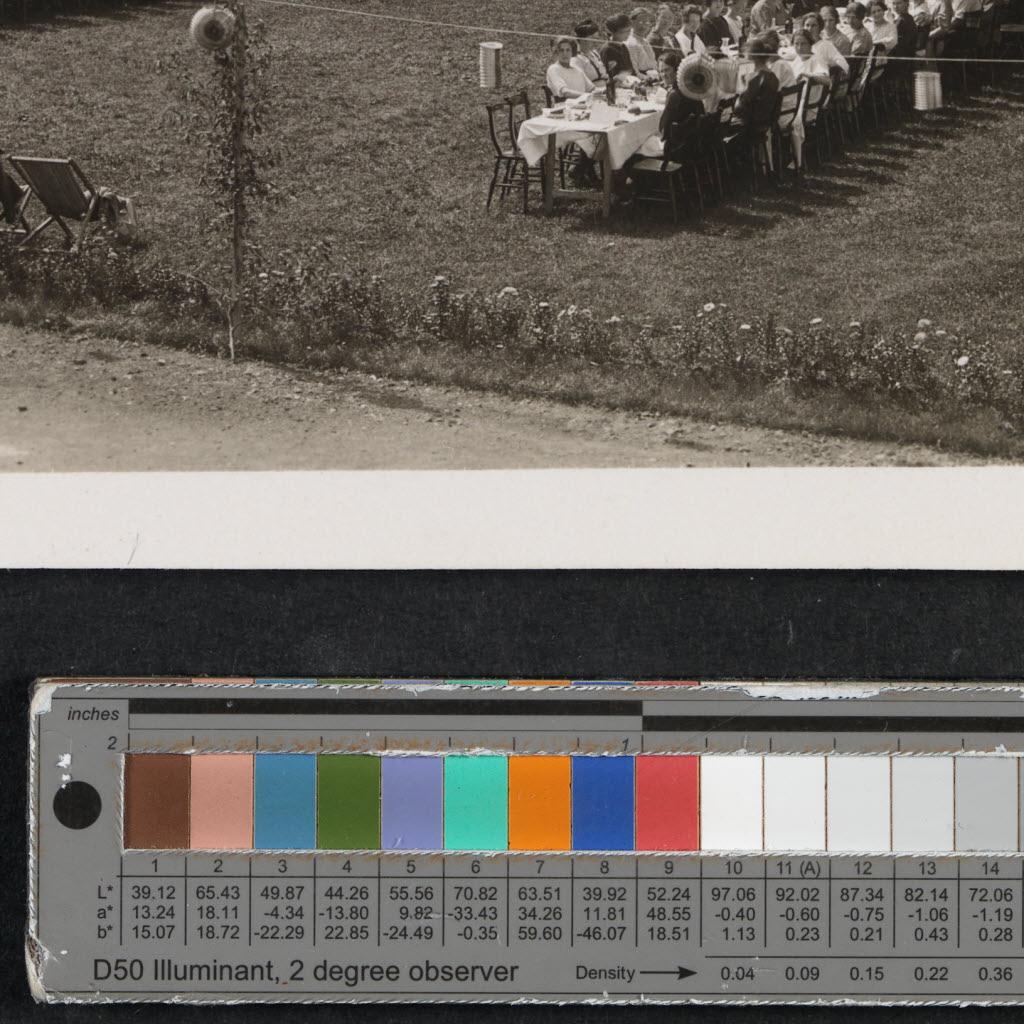 inches
2 1
1 2 3 4 5 6 7 8 9 10 11 (A) 12 13 14
L* 39.12 65.43 49.87 44.26 55.56 70.82 63.51 39.92 52.24 97.06 92.02 87.34 82.14 72.06
a* 13.24 18.11 -4.34 -13.80 9.82 -33.43 34.26 11.81 48.55 -0.40 -0.60 -0.75 -1.06 -1.19
b* 15.07 18.72 -22.29 22.85 -24.49 -0.35 59.60 -46.07 18.51 1.13 0.23 0.21 0.43 0.28
D50 Illuminant, 2 degree observer Density 0.04 0.09 0.15 0.22 0.36